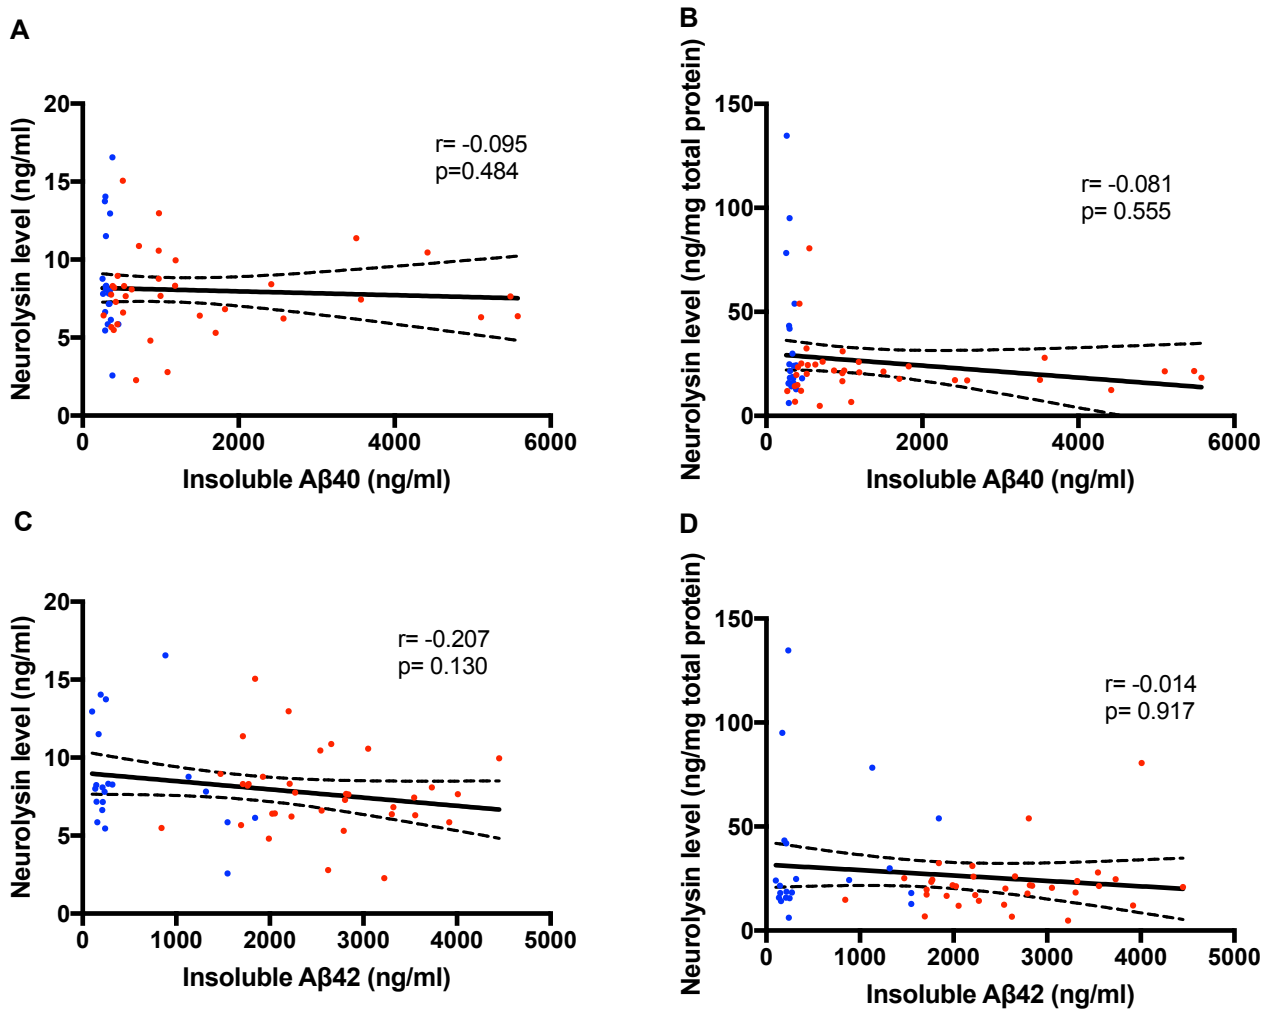 A
Neurolysin level (ng/ml)
20
15
10
5
0
r= -0.095
p=0.484
0 2000 4000 6000
Insoluble Aβ40 (ng/ml)
B
Neurolysin level (ng/mg total protein)
150
100
50
0
r= -0.081
p= 0.555
0 2000 4000 6000
Insoluble Aβ40 (ng/ml)
C
Neurolysin level (ng/ml)
20
15
10
5
0
r= -0.207
p= 0.130
0 1000 2000 3000 4000 5000
Insoluble Aβ42 (ng/ml)
D
Neurolysin level (ng/mg total protein)
150
100
50
0
r= -0.014
p= 0.917
0 1000 2000 3000 4000 5000
Insoluble Aβ42 (ng/ml)